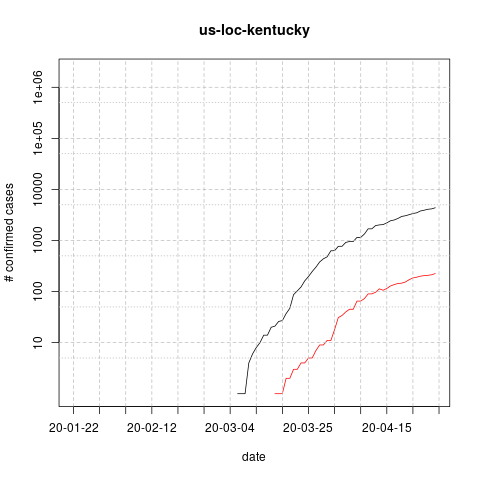 us-loc-kentucky
# confirmed cases
1e+06
1e+05
10000
1000
100
10
20-01-22
20-02-12
20-03-04
20-03-25
20-04-15
date